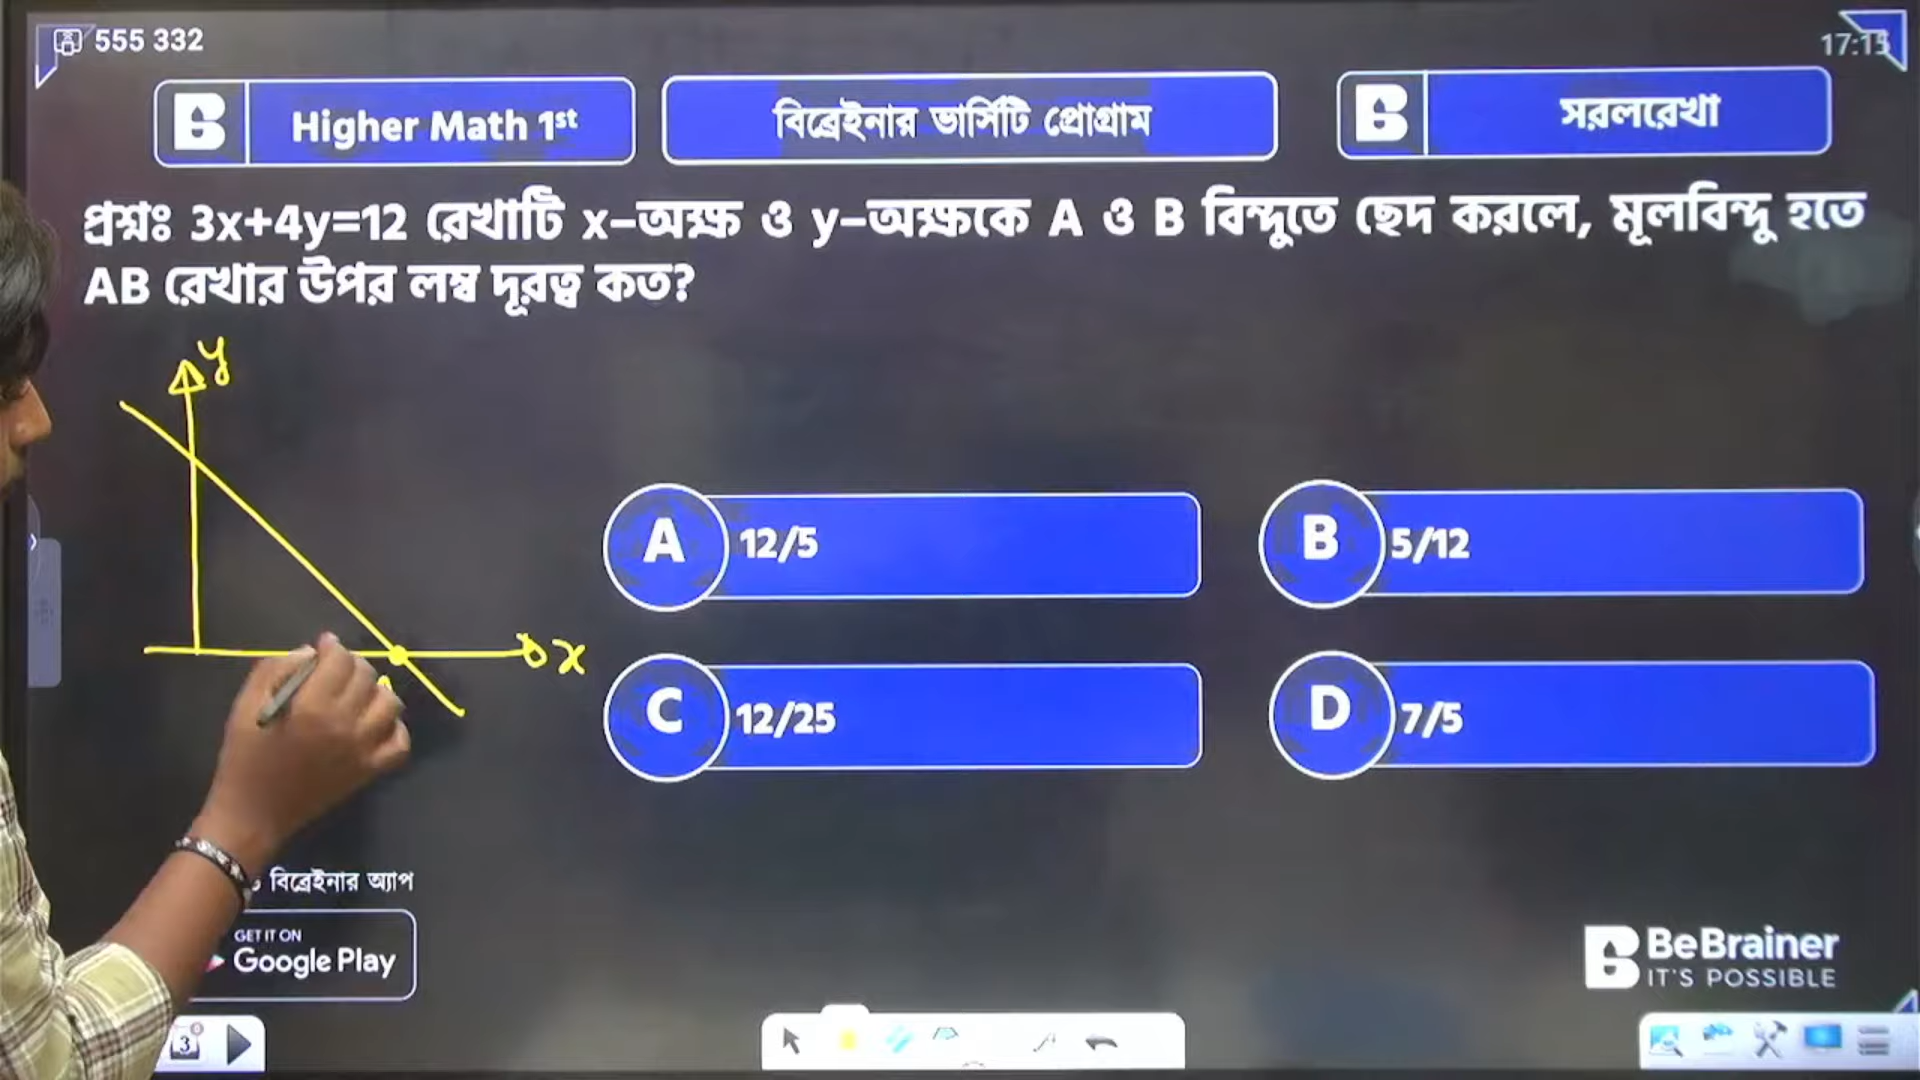 555 332
17:15
B Higher Math 1st
বিব্রেইনার ভার্সিটি প্রোগ্রাম
B সরলরেখা
প্রশ্নঃ 3x+4y=12 রেখাটি x-অক্ষ ও y-অক্ষকে A ও B বিন্দুতে ছেদ করলে, মূলবিন্দু হতে
AB রেখার উপর লম্ব দূরত্ব কত?
y
x
A 12/5
B 5/12
C 12/25
D 7/5
বিব্রেইনার অ্যাপ
GET IT ON
Google Play
BeBrainer
IT'S POSSIBLE
3